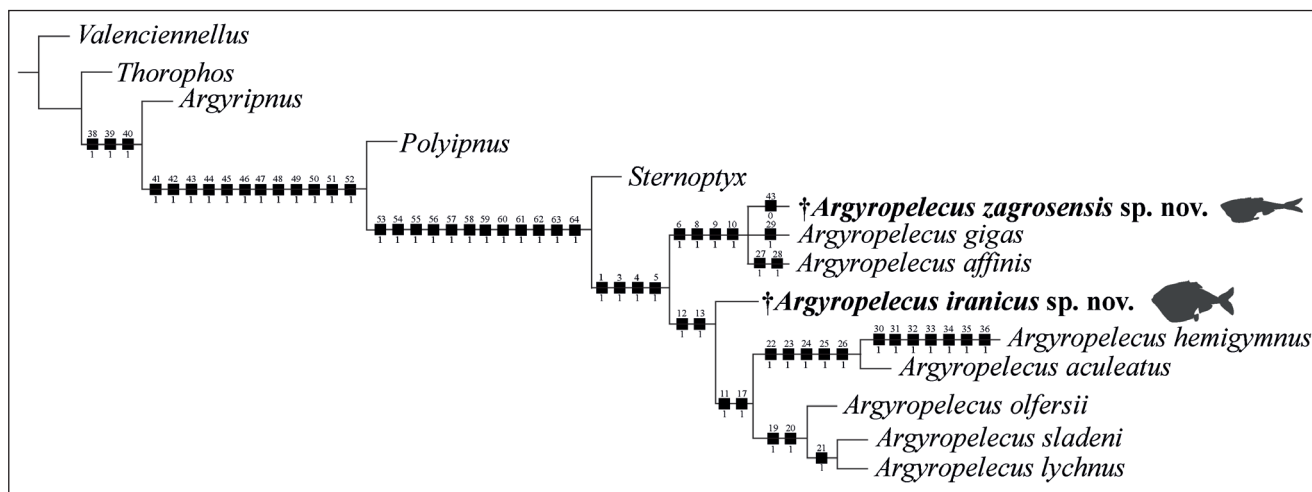 Valenciennellus
Thorophos
Argyripnus
38 39 40
1 1 1
Polyipnus
41 42 43 44 45 46 47 48 49 50 51 52
1 1 1 1 1 1 1 1 1 1 1 1
Sternoptyx
53 54 55 56 57 58 59 60 61 62 63 64
1 1 1 1 1 1 1 1 1 1 1 1
43
0
†Argyropelecus zagrosensis sp. nov.
6 8 9 10
1 1 1 1
29
1
Argyropelecus gigas
27 28
1 1
Argyropelecus affinis
1 3 4 5
1 1 1 1
†Argyropelecus iranicus sp. nov.
12 13
1 1
30 31 32 33 34 35 36
1 1 1 1 1 1 1
Argyropelecus hemigymnus
22 23 24 25 26
1 1 1 1 1
Argyropelecus aculeatus
11 17
1 1
Argyropelecus olfersii
19 20
1 1
Argyropelecus sladeni
21
1
Argyropelecus lychnus